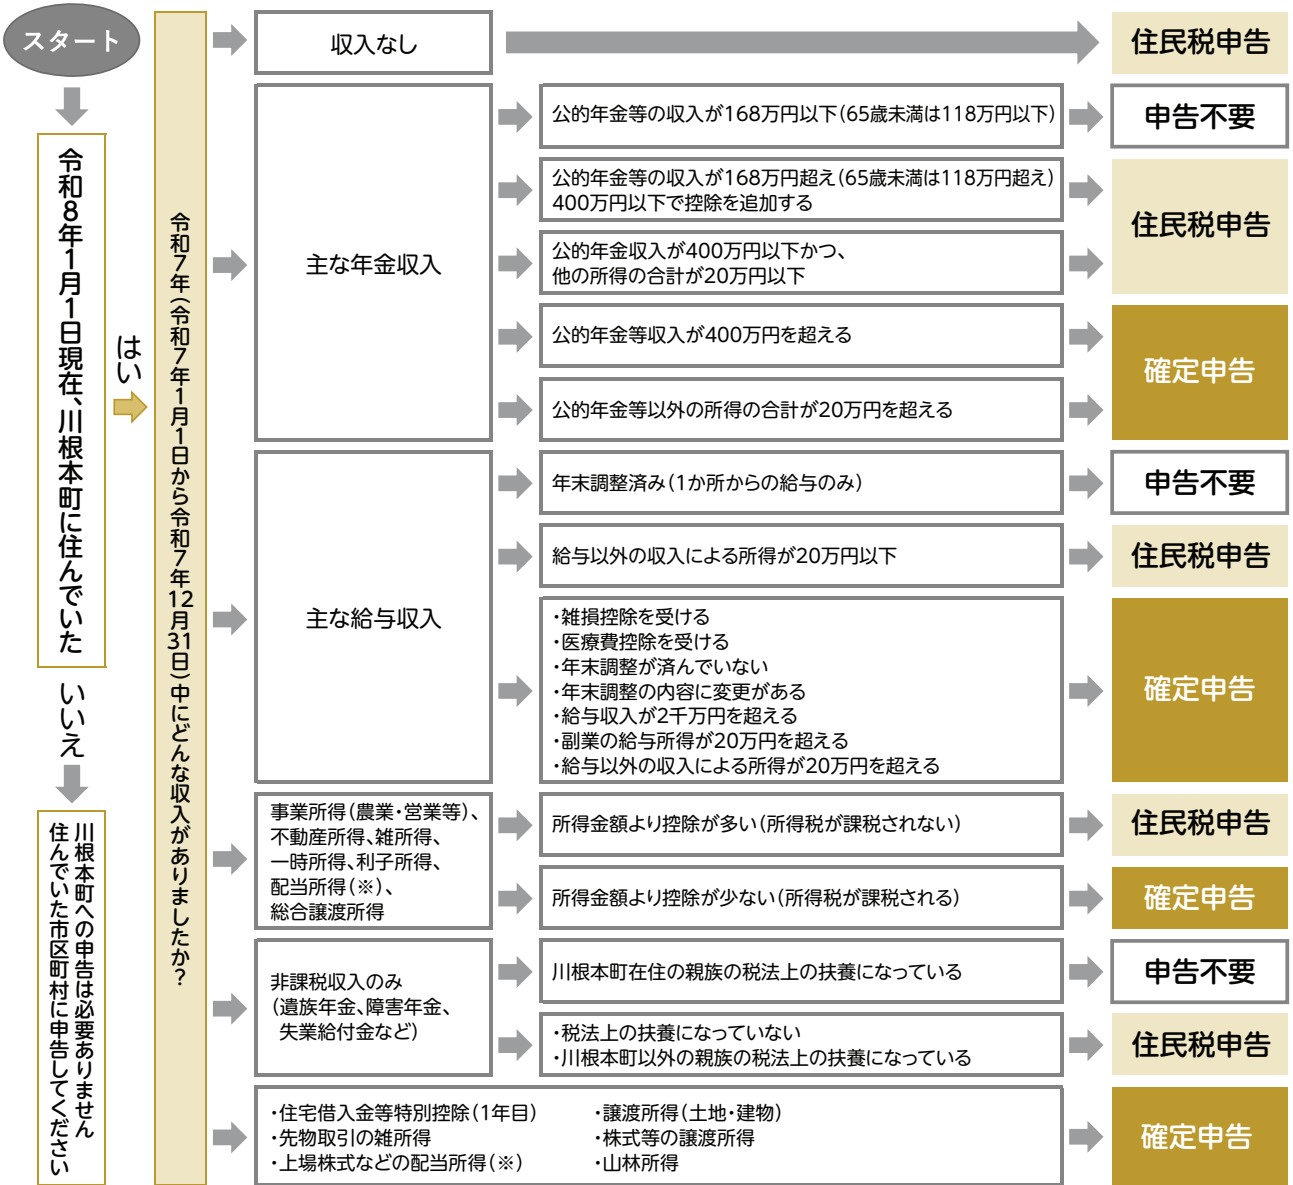 スタート
令和8年1月1日現在、川根本町に住んでいた
はい
いいえ
川根本町への申告は必要ありません
住んでいた市区町村に申告してください
令和7年(令和7年1月1日から令和7年12月31日)中にどんな収入がありましたか?
収入なし
住民税申告
主な年金収入
公的年金等の収入が168万円以下(65歳未満は118万円以下)
申告不要
公的年金等の収入が168万円超え(65歳未満は118万円超え)
400万円以下で控除を追加する
公的年金収入が400万円以下かつ、
他の所得の合計が20万円以下
住民税申告
公的年金等収入が400万円を超える
公的年金等以外の所得の合計が20万円を超える
確定申告
主な給与収入
年末調整済み(1か所からの給与のみ)
申告不要
給与以外の収入による所得が20万円以下
住民税申告
・雑損控除を受ける
・医療費控除を受ける
・年末調整が済んでいない
・年末調整の内容に変更がある
・給与収入が2千万円を超える
・副業の給与所得が20万円を超える
・給与以外の収入による所得が20万円を超える
確定申告
事業所得(農業・営業等)、
不動産所得、雑所得、
一時所得、利子所得、
配当所得(※)、
総合譲渡所得
所得金額より控除が多い(所得税が課税されない)
住民税申告
所得金額より控除が少ない(所得税が課税される)
確定申告
非課税収入のみ
(遺族年金、障害年金、
失業給付金など)
川根本町在住の親族の税法上の扶養になっている
申告不要
・税法上の扶養になっていない
・川根本町以外の親族の税法上の扶養になっている
住民税申告
・住宅借入金等特別控除(1年目)
・先物取引の雑所得
・上場株式などの配当所得(※)
・譲渡所得(土地・建物)
・株式等の譲渡所得
・山林所得
確定申告